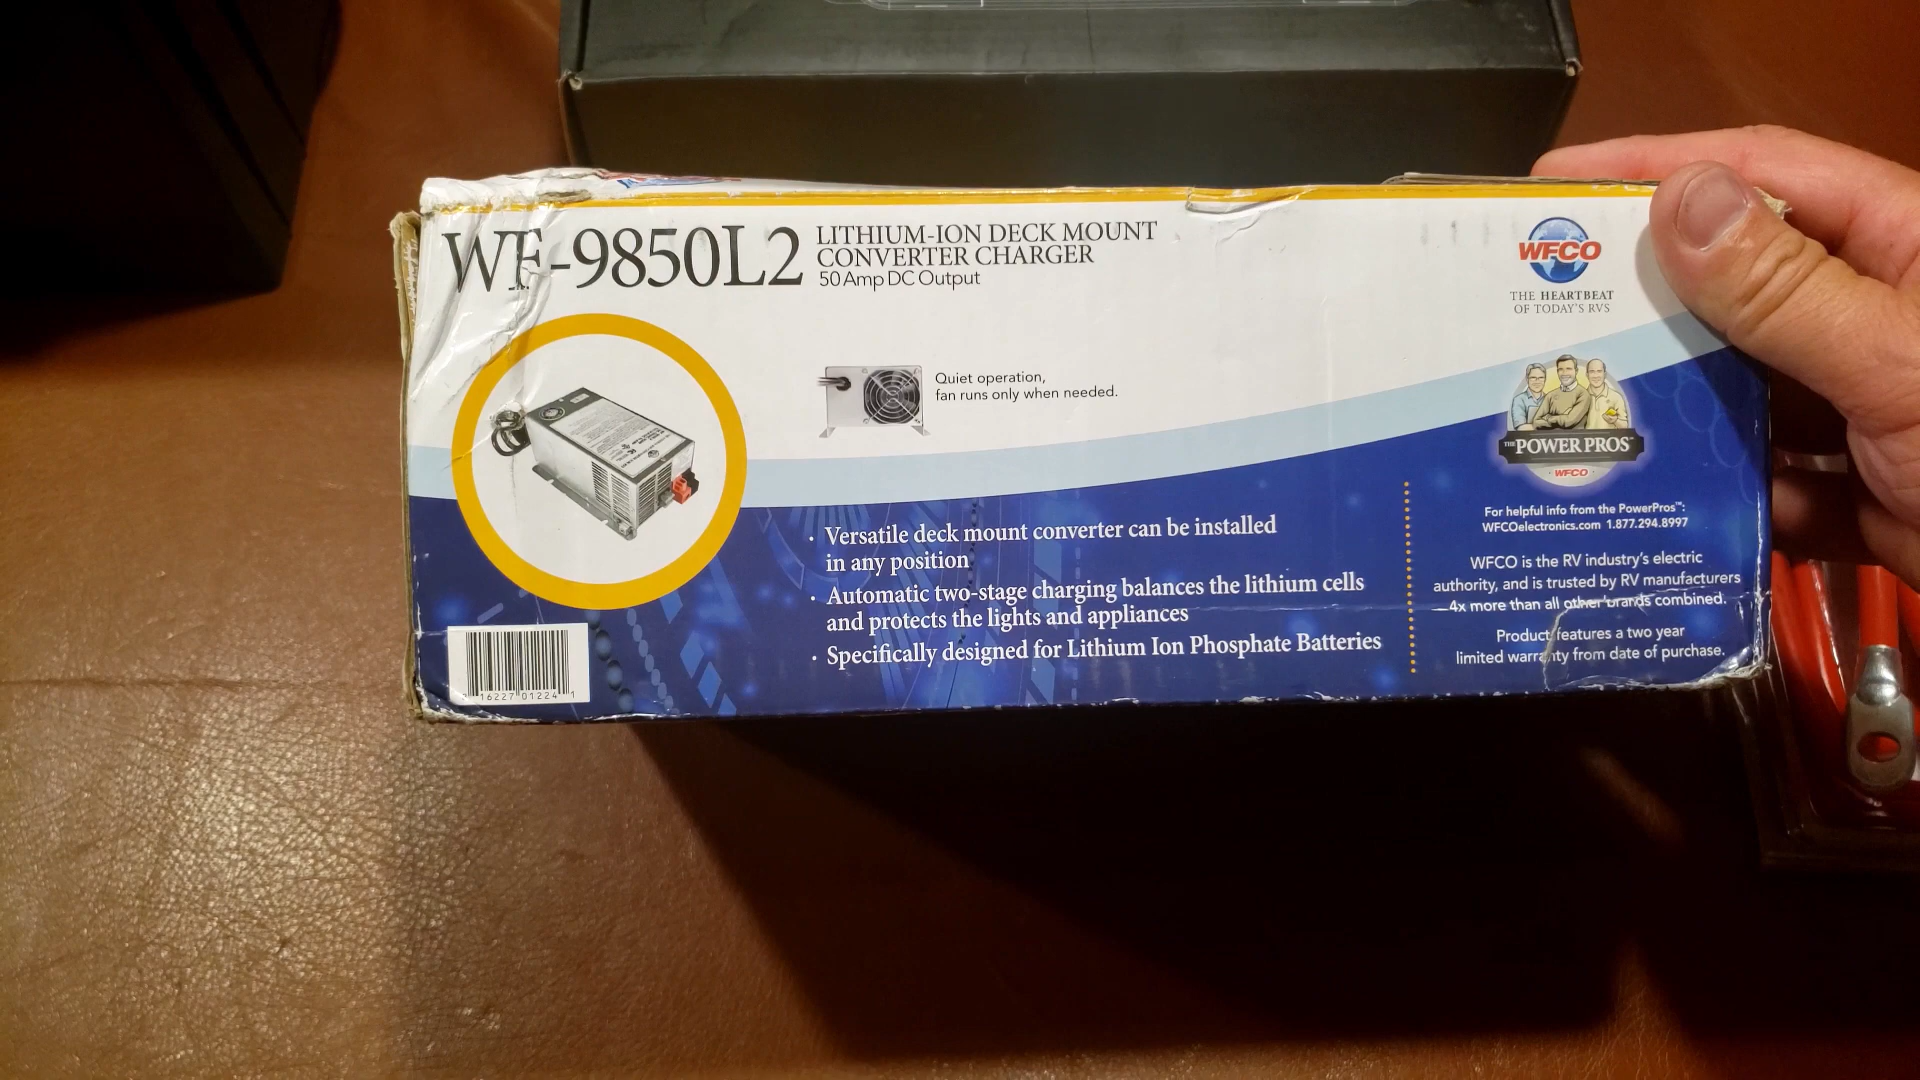 WF-9850L2
LITHIUM-ION DECK MOUNT
CONVERTER CHARGER
50 Amp DC Output
WFCO
THE HEARTBEAT
OF TODAY'S RVS
Quiet operation,
fan runs only when needed.
THE POWER PROS™
WFCO
· Versatile deck mount converter can be installed
in any position
· Automatic two-stage charging balances the lithium cells
and protects the lights and appliances
· Specifically designed for Lithium Ion Phosphate Batteries
For helpful info from the PowerPros™:
WFCOelectronics.com 1.877.294.8997
WFCO is the RV industry's electric
authority, and is trusted by RV manufacturers
4x more than all other brands combined.
Product features a two year
limited warranty from date of purchase.
16227 01224 1